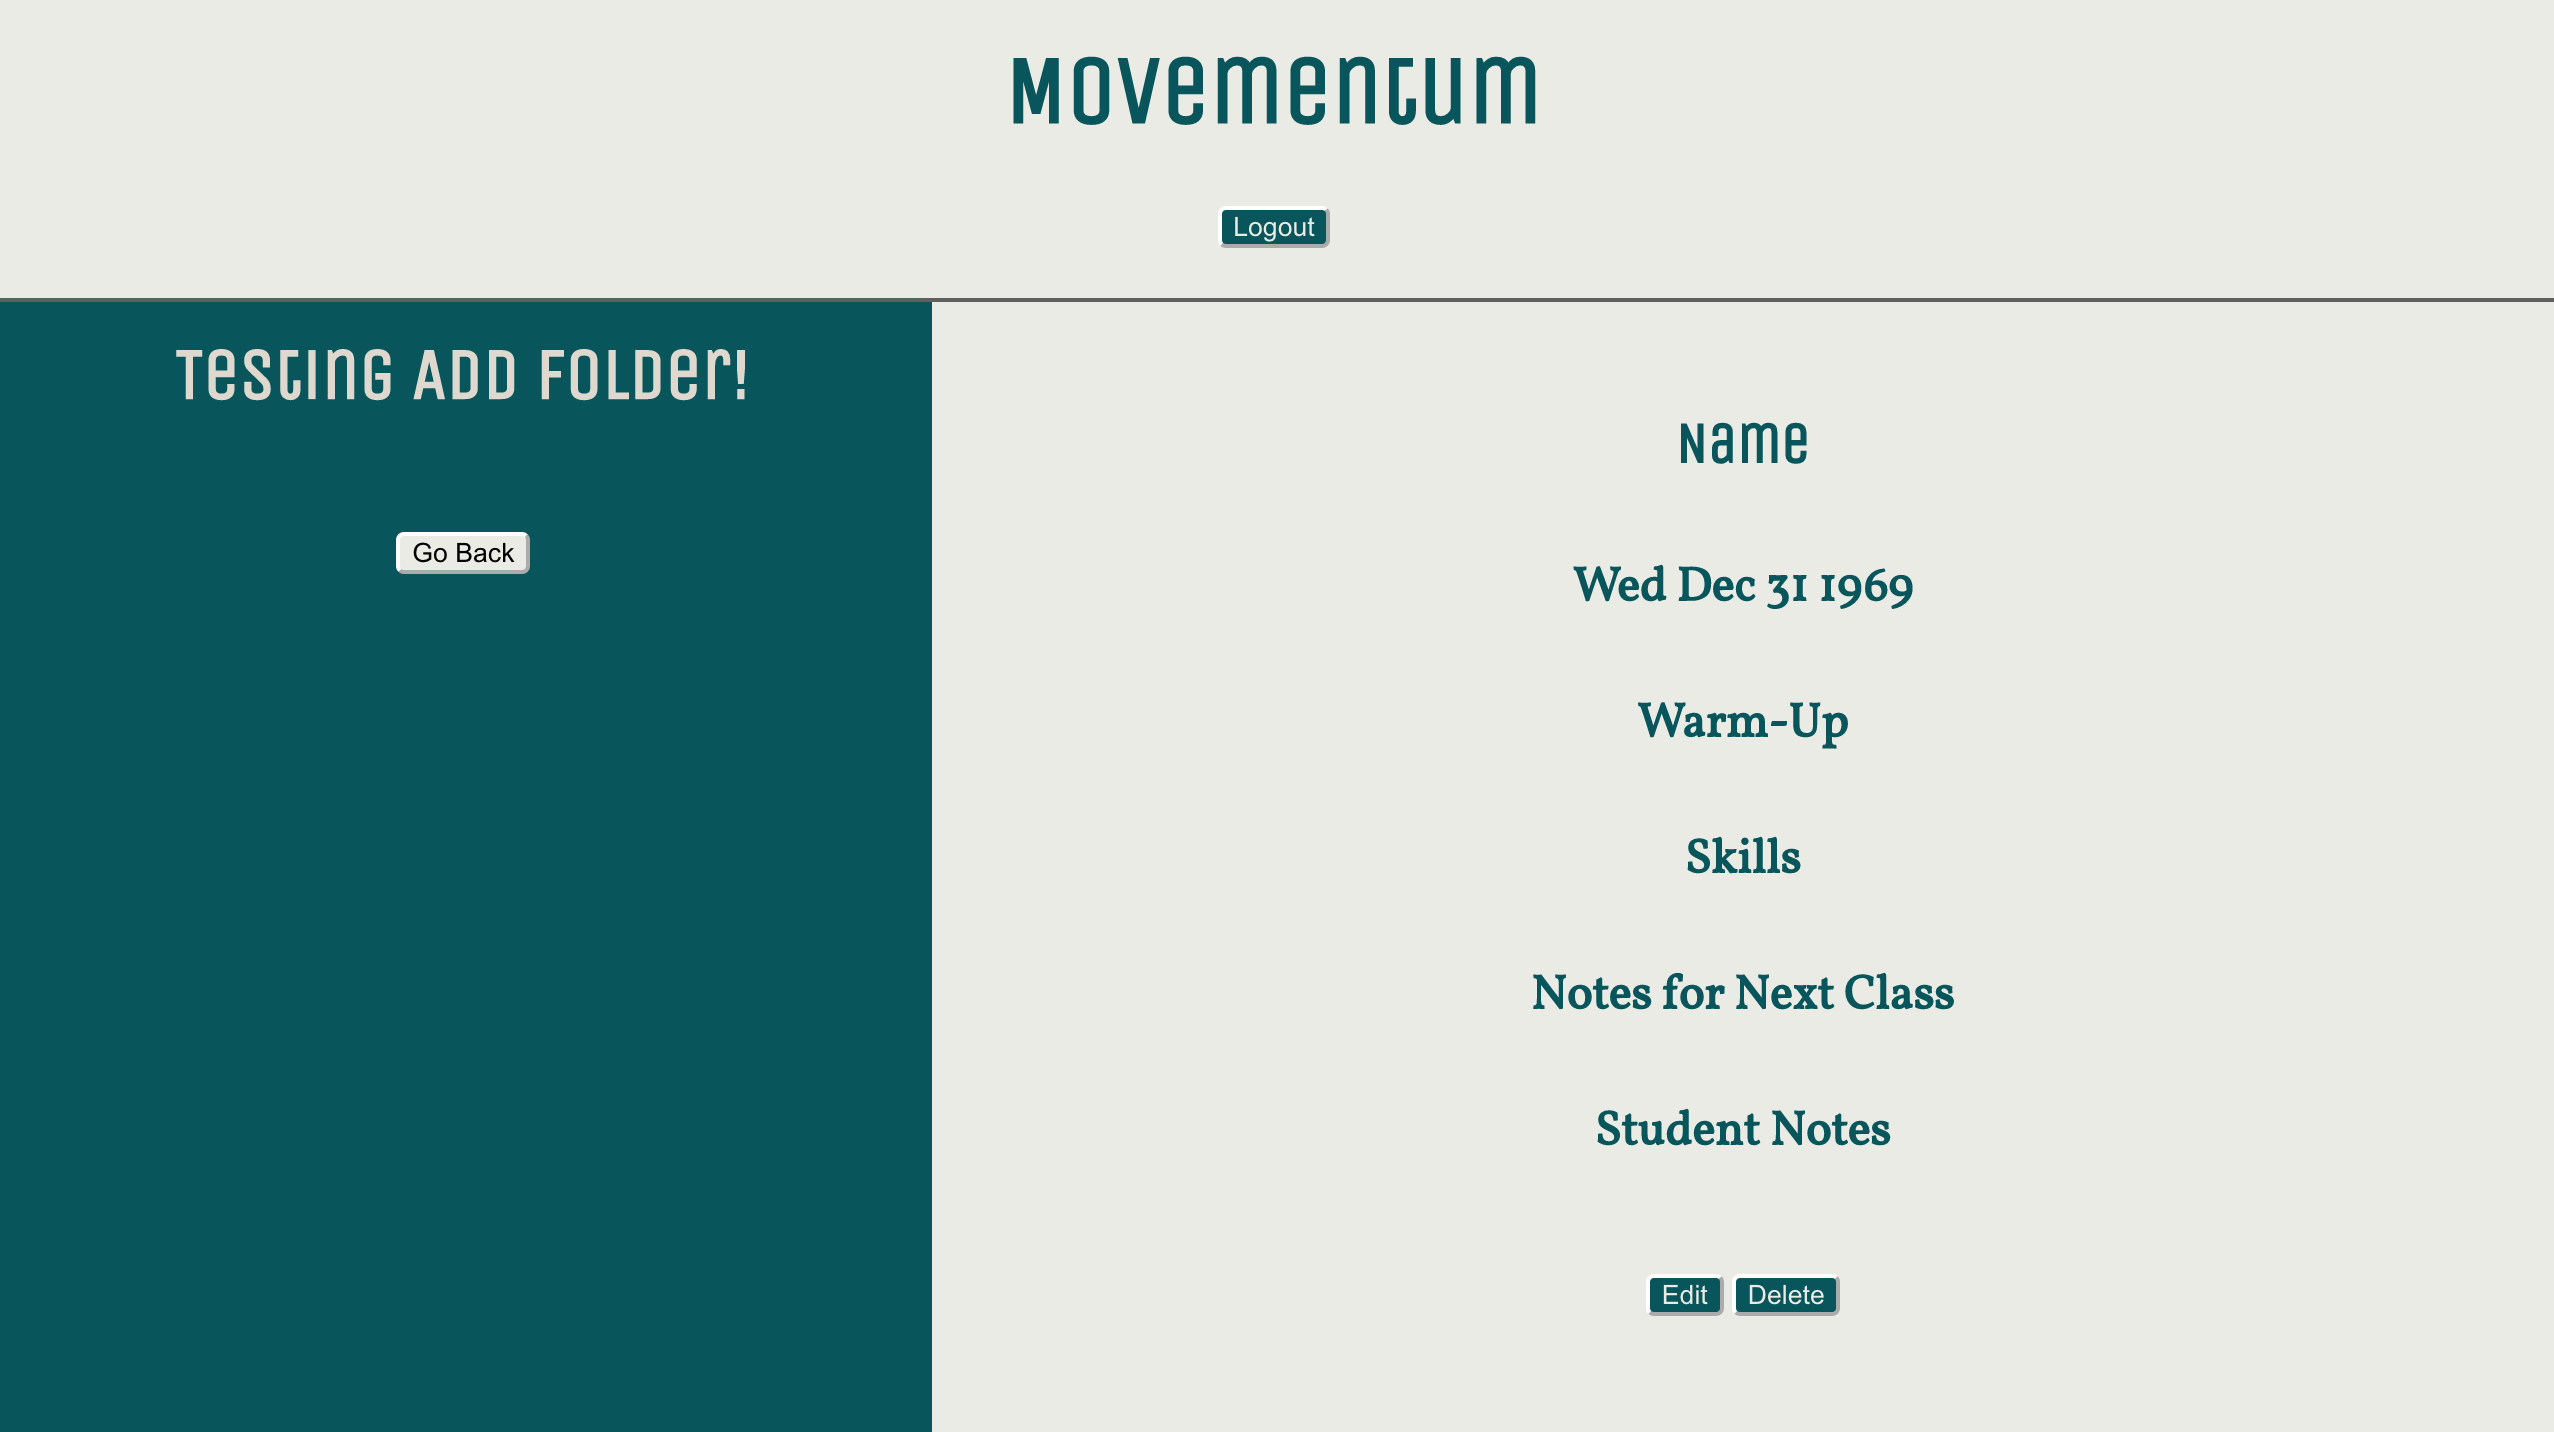 Movementum
Logout
Testing Add Folder!
Go Back
Name
Wed Dec 31 1969
Warm-Up
Skills
Notes for Next Class
Student Notes
Edit Delete